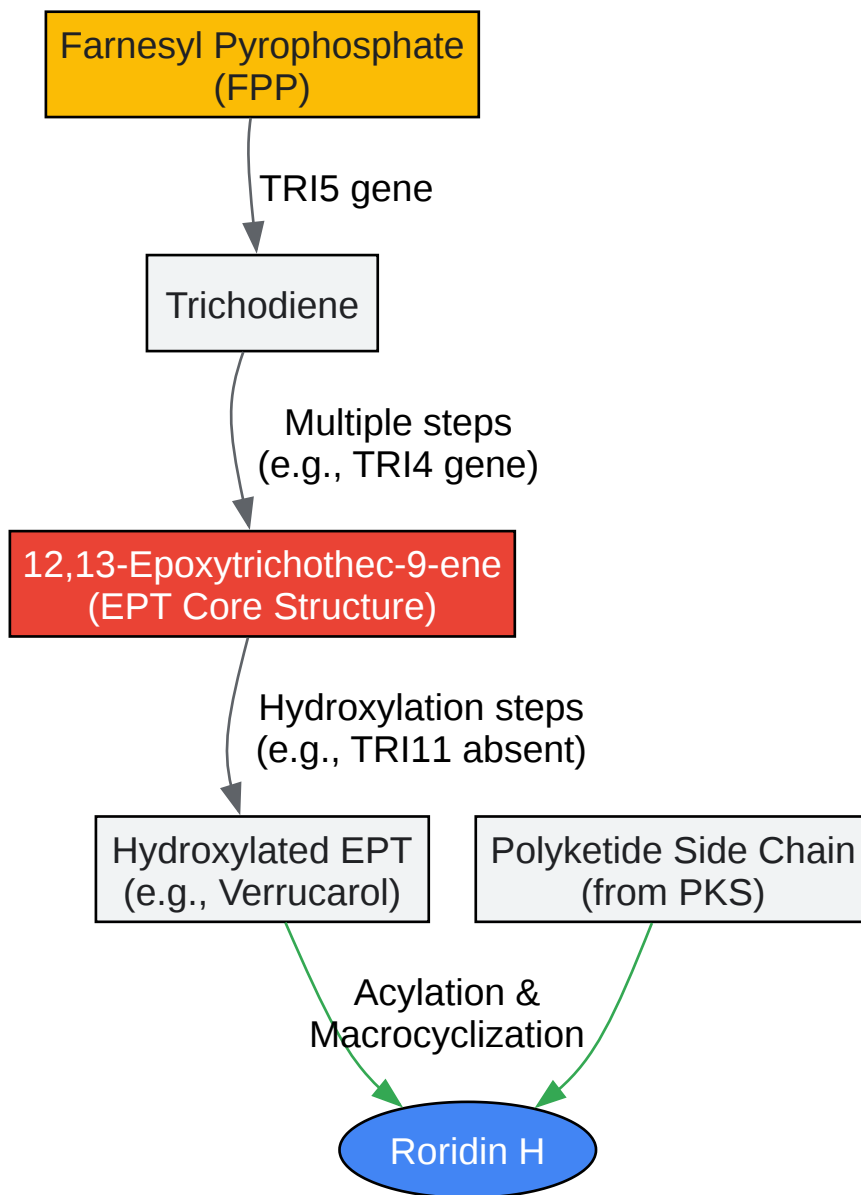 Farnesyl Pyrophosphate
(FPP)
TRI5 gene
Trichodiene
Multiple steps
(e.g., TRI4 gene)
12,13-Epoxytrichothec-9-ene
(EPT Core Structure)
Hydroxylation steps
(e.g., TRI11 absent)
Hydroxylated EPT
(e.g., Verrucarol)
Polyketide Side Chain
(from PKS)
Acylation &
Macrocyclization
Roridin H